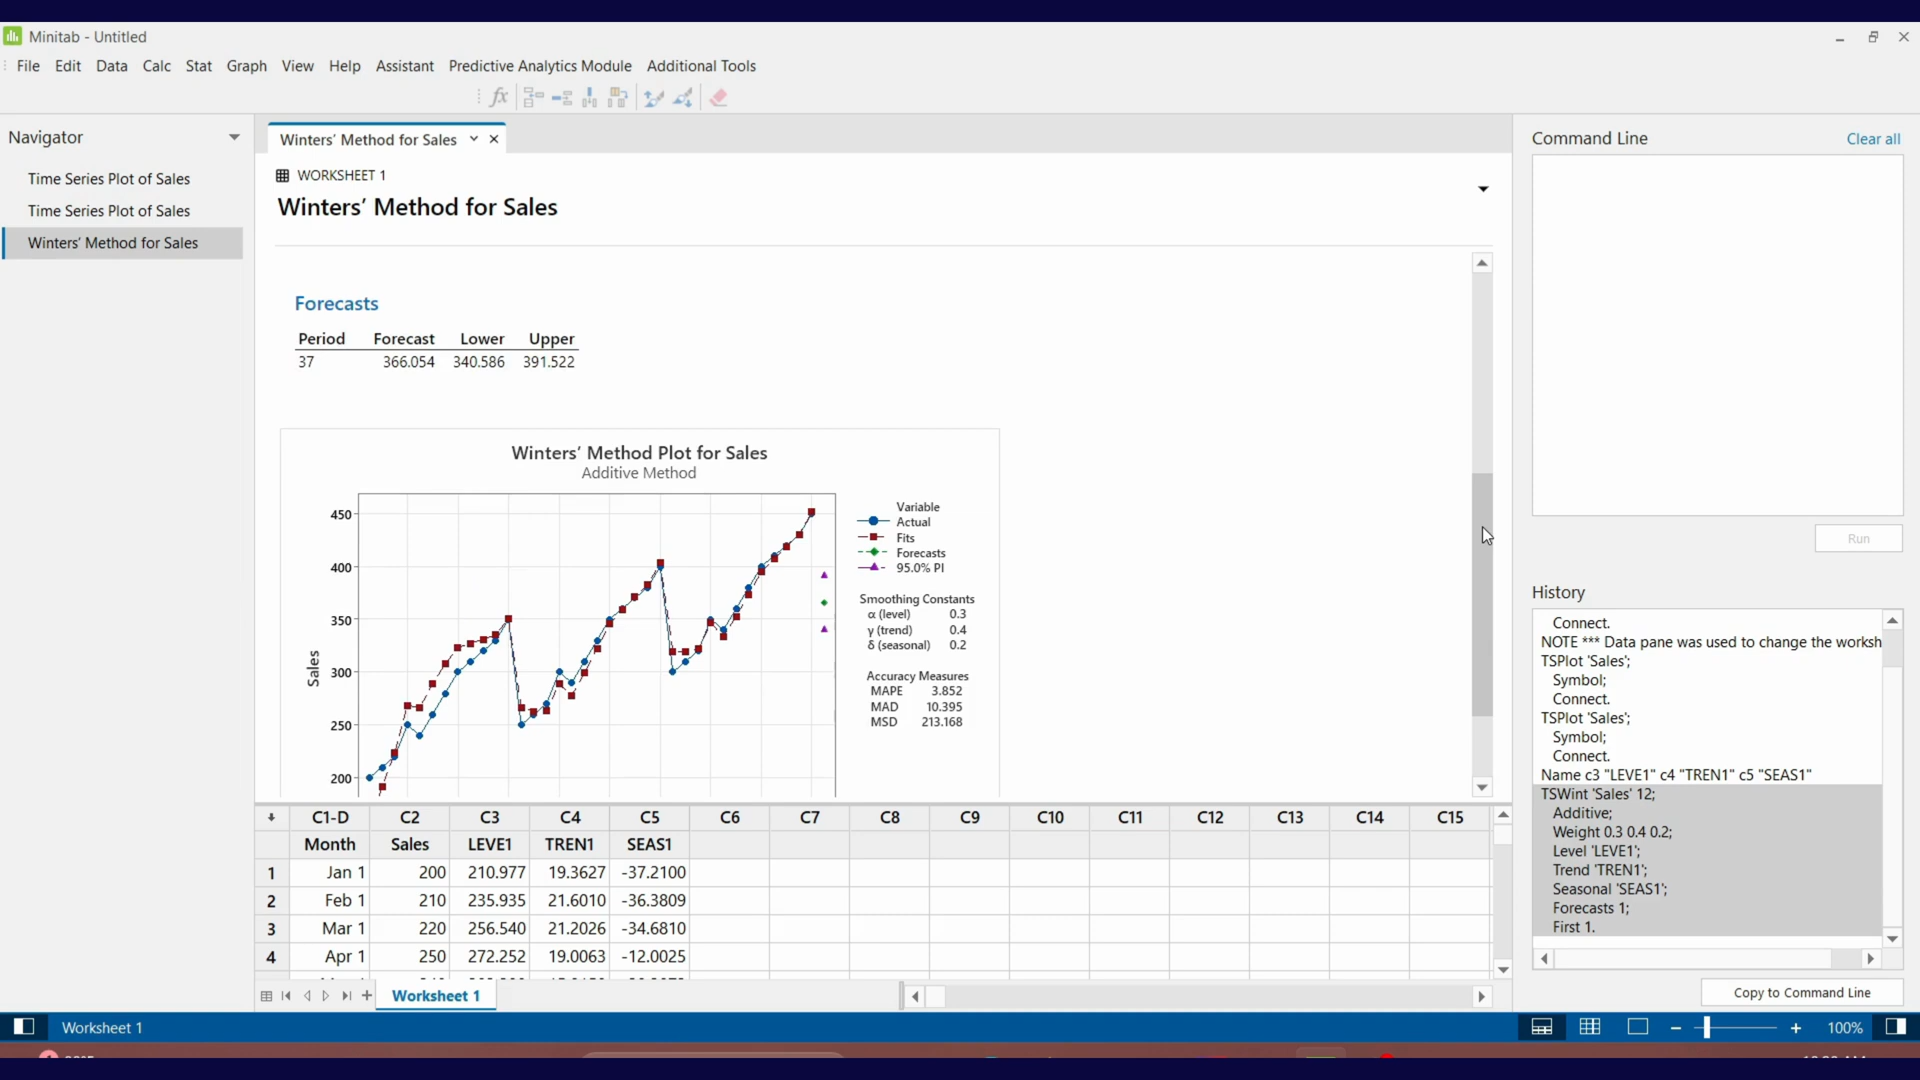 Minitab - Untitled
File Edit Data Calc Stat Graph View Help Assistant Predictive Analytics Module Additional Tools
fx
Navigator
Time Series Plot of Sales
Time Series Plot of Sales
Winters' Method for Sales
Winters' Method for Sales
WORKSHEET 1
Winters' Method for Sales
Forecasts
Period Forecast Lower Upper
37 366.054 340.586 391.522
Winters' Method Plot for Sales
Additive Method
450
400
350
300
250
200
Sales
Variable
Actual
Fits
Forecasts
95.0% PI
Smoothing Constants
α (level) 0.3
γ (trend) 0.4
δ (seasonal) 0.2
Accuracy Measures
MAPE 3.852
MAD 10.395
MSD 213.168
C1-D C2 C3 C4 C5 C6 C7 C8 C9 C10 C11 C12 C13 C14 C15
Month Sales LEVE1 TREN1 SEAS1
1 Jan 1 200 210.977 19.3627 -37.2100
2 Feb 1 210 235.935 21.6010 -36.3809
3 Mar 1 220 256.540 21.2026 -34.6810
4 Apr 1 250 272.252 19.0063 -12.0025
Worksheet 1
Command Line Clear all
Run
History
Connect.
NOTE *** Data pane was used to change the worksh
TSPlot 'Sales';
Symbol;
Connect.
TSPlot 'Sales';
Symbol;
Connect.
Name c3 "LEVE1" c4 "TREN1" c5 "SEAS1"
TSWint 'Sales' 12;
Additive;
Weight 0.3 0.4 0.2;
Level 'LEVE1';
Trend 'TREN1';
Seasonal 'SEAS1';
Forecasts 1;
First 1.
Copy to Command Line
Worksheet 1
100%